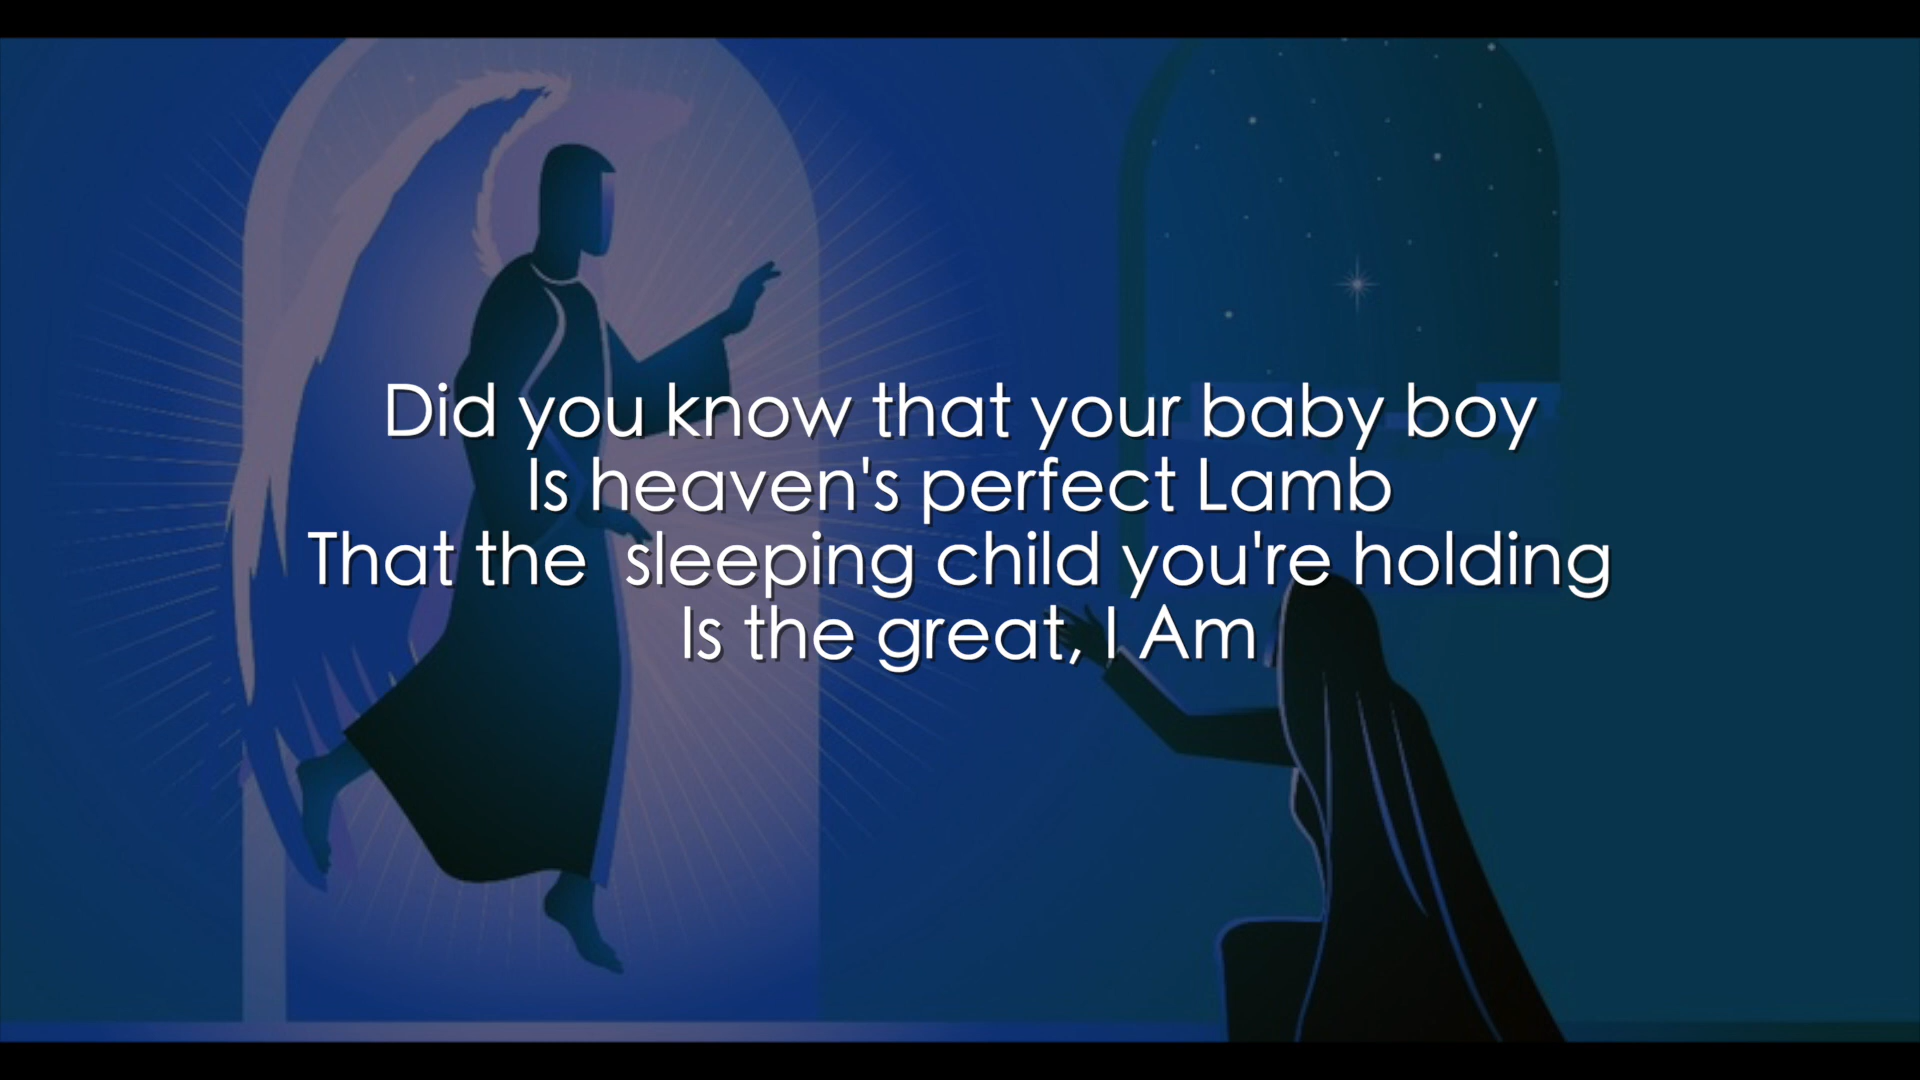 Did you know that your baby boy
Is heaven's perfect Lamb
That the  sleeping child you're holding
Is the great, I Am